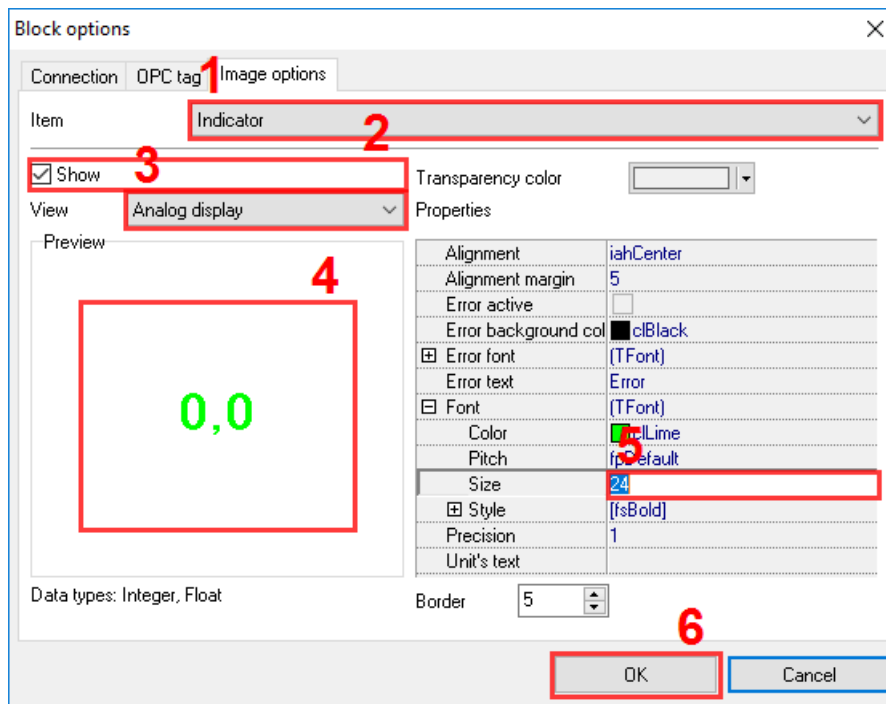 Block options
Connection OPC tag Image options
1
Item Indicator
2
3
Show
Transparency color
View Analog display
Properties
Preview
4
Alignment iahCenter
Alignment margin 5
Error active
Error background col clBlack
Error font (TFont)
Error text Error
Font (TFont)
Color clLime
5
Pitch fpDefault
Size 24
Style [fsBold]
Precision 1
Unit's text
0,0
Data types: Integer, Float
Border 5
6
OK Cancel